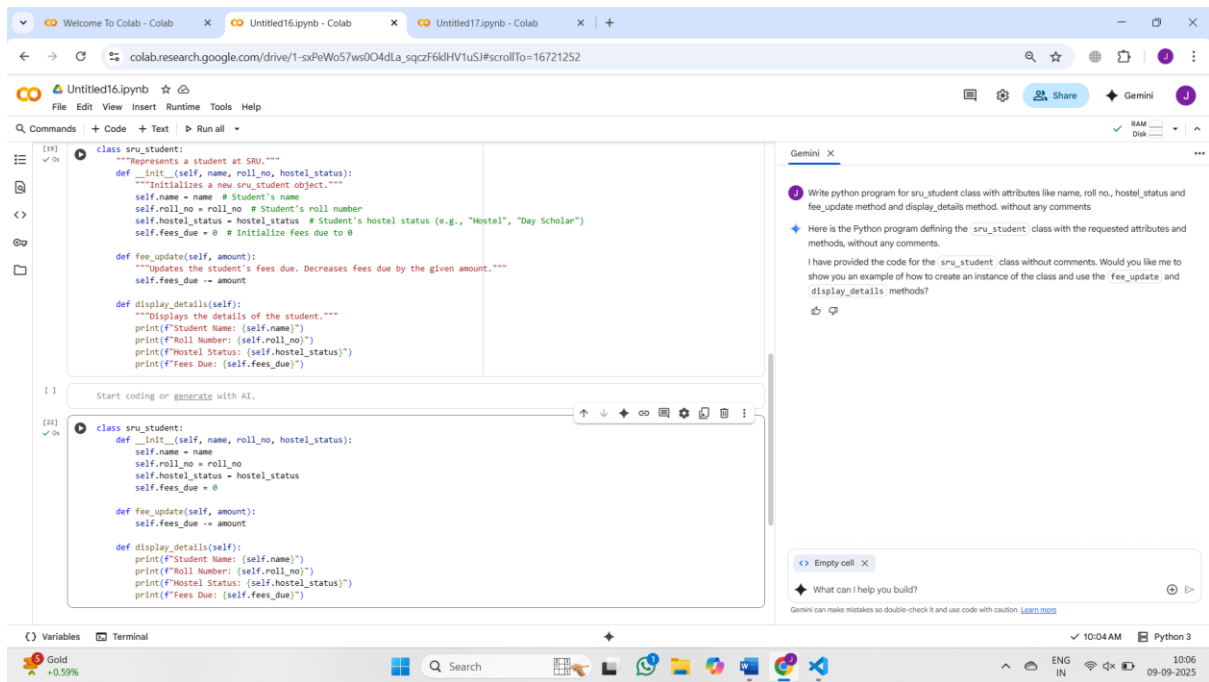 Welcome To Colab - Colab
Untitled16.ipynb - Colab
Untitled17.ipynb - Colab
colab.research.google.com/drive/1-sxPeWo57ws0O4dLa_sqczF6klHV1uSJ#scrollTo=16721252
J
Untitled16.ipynb
File Edit View Insert Runtime Tools Help
Share
Gemini
J
Commands + Code + Text Run all
RAM
Disk
[19]
0s
class sru_student:
"""Represents a student at SRU."""
def __init__(self, name, roll_no, hostel_status):
"""Initializes a new sru_student object."""
self.name = name # Student's name
self.roll_no = roll_no # Student's roll number
self.hostel_status = hostel_status # Student's hostel status (e.g., "Hostel", "Day Scholar")
self.fees_due = 0 # Initialize fees due to 0
def fee_update(self, amount):
"""Updates the student's fees due. Decreases fees due by the given amount."""
self.fees_due -= amount
def display_details(self):
"""Displays the details of the student."""
print(f"Student Name: {self.name}")
print(f"Roll Number: {self.roll_no}")
print(f"Hostel Status: {self.hostel_status}")
print(f"Fees Due: {self.fees_due}")
[ ]
Start coding or generate with AI.
[22]
0s
class sru_student:
def __init__(self, name, roll_no, hostel_status):
self.name = name
self.roll_no = roll_no
self.hostel_status = hostel_status
self.fees_due = 0
def fee_update(self, amount):
self.fees_due -= amount
def display_details(self):
print(f"Student Name: {self.name}")
print(f"Roll Number: {self.roll_no}")
print(f"Hostel Status: {self.hostel_status}")
print(f"Fees Due: {self.fees_due}")
Gemini
J
Write python program for sru_student class with attributes like name, roll no., hostel_status and
fee_update method and display_details method. without any comments
Here is the Python program defining the sru_student class with the requested attributes and
methods, without any comments.
I have provided the code for the sru_student class without comments. Would you like me to
show you an example of how to create an instance of the class and use the fee_update and
display_details methods?
Empty cell
What can I help you build?
Gemini can make mistakes so double-check it and use code with caution. Learn more
Variables Terminal
10:04 AM Python 3
5
Gold
+0.59%
Search
ENG
IN
10:06
09-09-2025